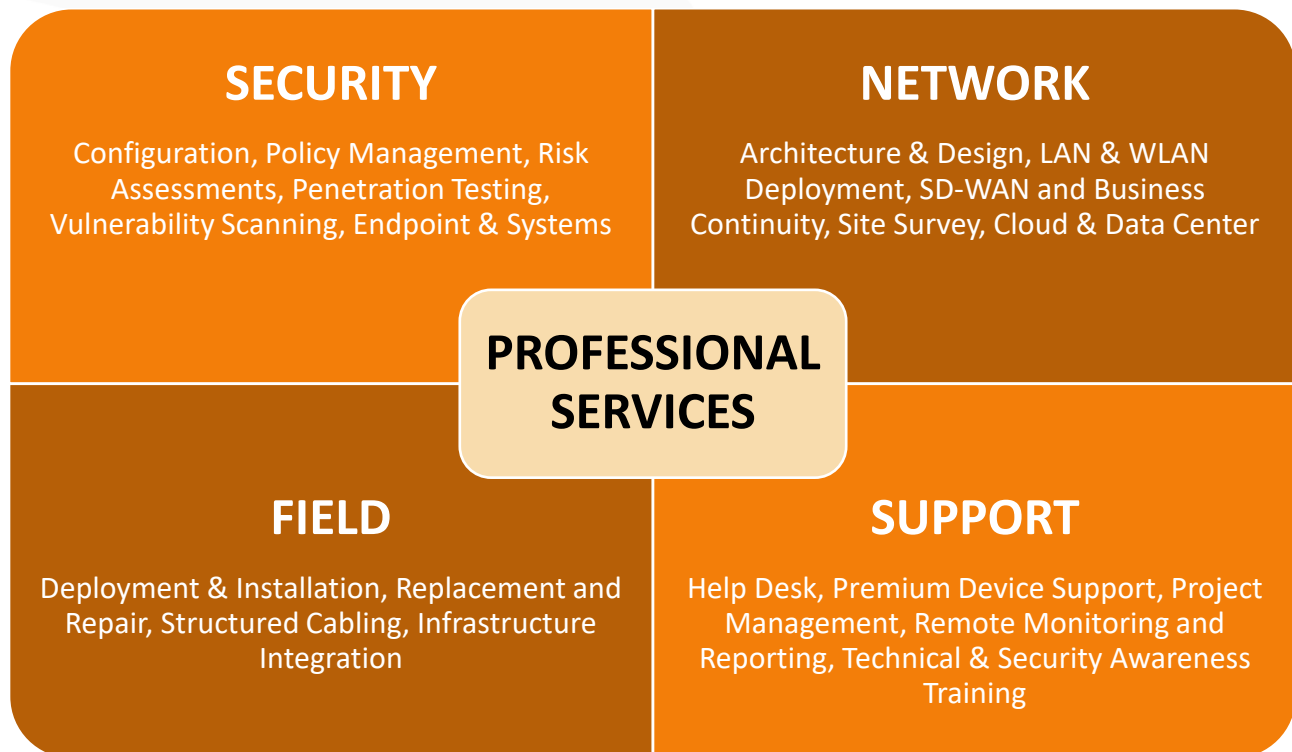 SECURITY
Configuration, Policy Management, Risk
Assessments, Penetration Testing,
Vulnerability Scanning, Endpoint & Systems
NETWORK
Architecture & Design, LAN & WLAN
Deployment, SD-WAN and Business
Continuity, Site Survey, Cloud & Data Center
PROFESSIONAL
SERVICES
FIELD
Deployment & Installation, Replacement and
Repair, Structured Cabling, Infrastructure
Integration
SUPPORT
Help Desk, Premium Device Support, Project
Management, Remote Monitoring and
Reporting, Technical & Security Awareness
Training